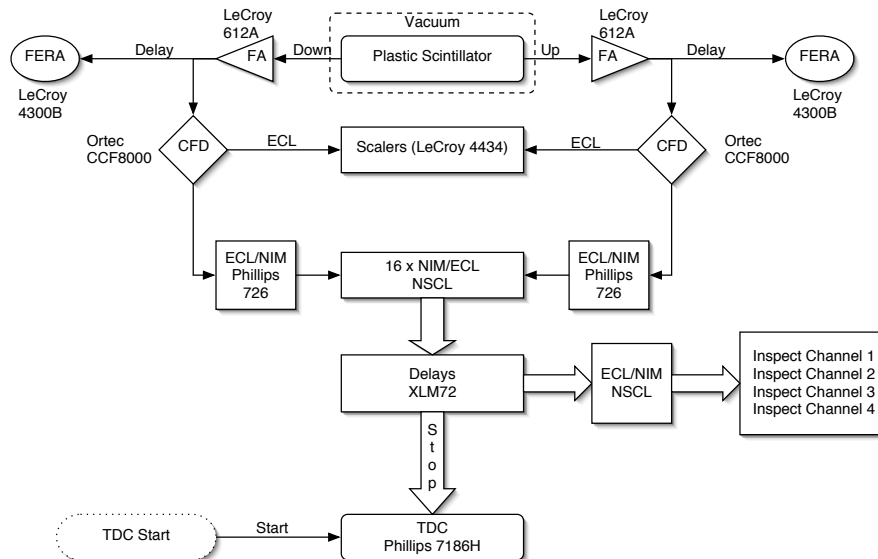 LeCroy
612A
Vacuum
LeCroy
612A
FERA
Delay
FA
Down
Plastic Scintillator
Up
FA
Delay
FERA
LeCroy
4300B
LeCroy
4300B
Ortec
CCF8000
CFD
ECL
Scalers (LeCroy 4434)
ECL
CFD
Ortec
CCF8000
ECL/NIM
Phillips
726
16 x NIM/ECL
NSCL
ECL/NIM
Phillips
726
Delays
XLM72
ECL/NIM
NSCL
Inspect Channel 1
Inspect Channel 2
Inspect Channel 3
Inspect Channel 4
Stop
TDC Start
Start
TDC
Phillips 7186H